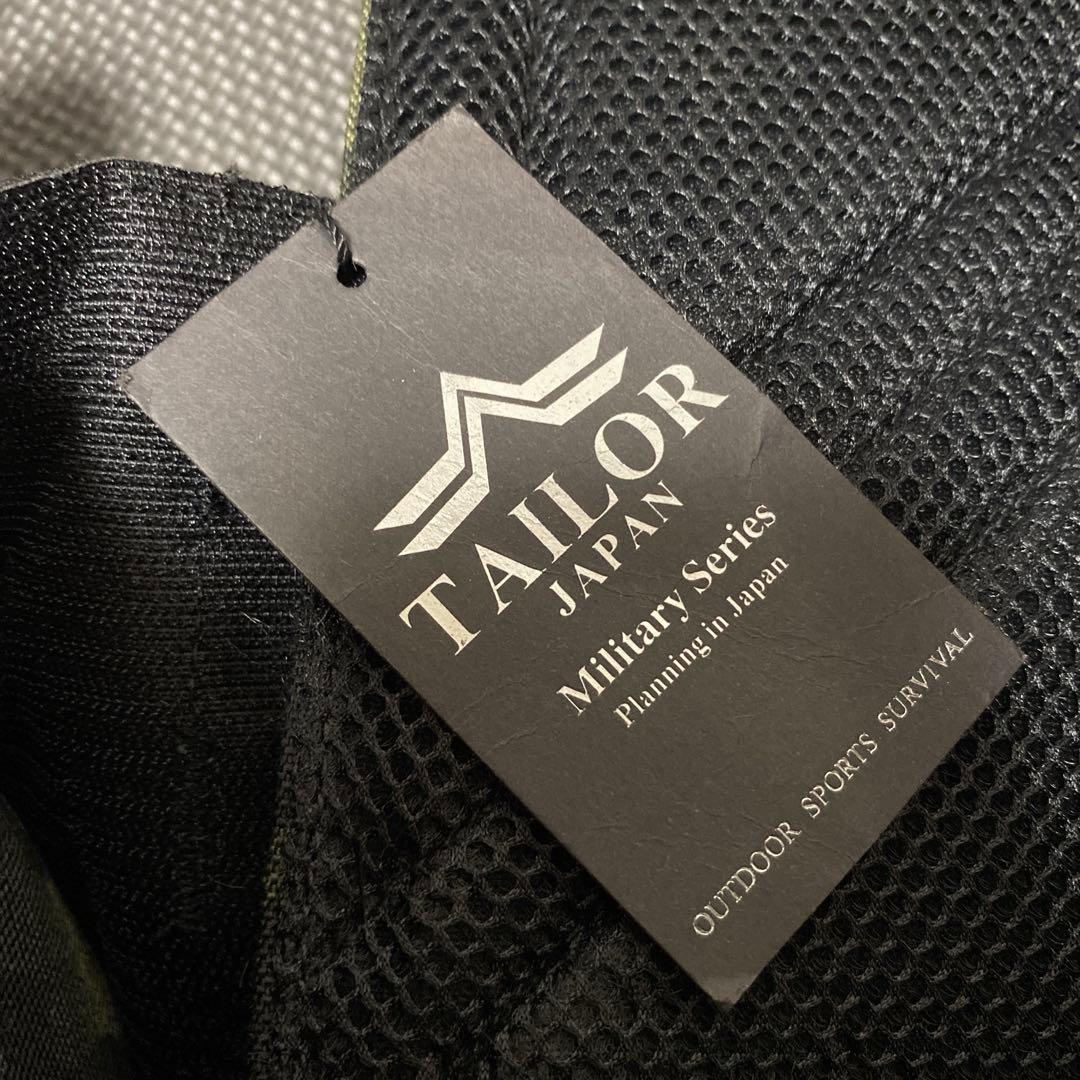 TAILOR
JAPAN
Military Series
Planning in Japan
OUTDOOR SPORTS SURVIVAL